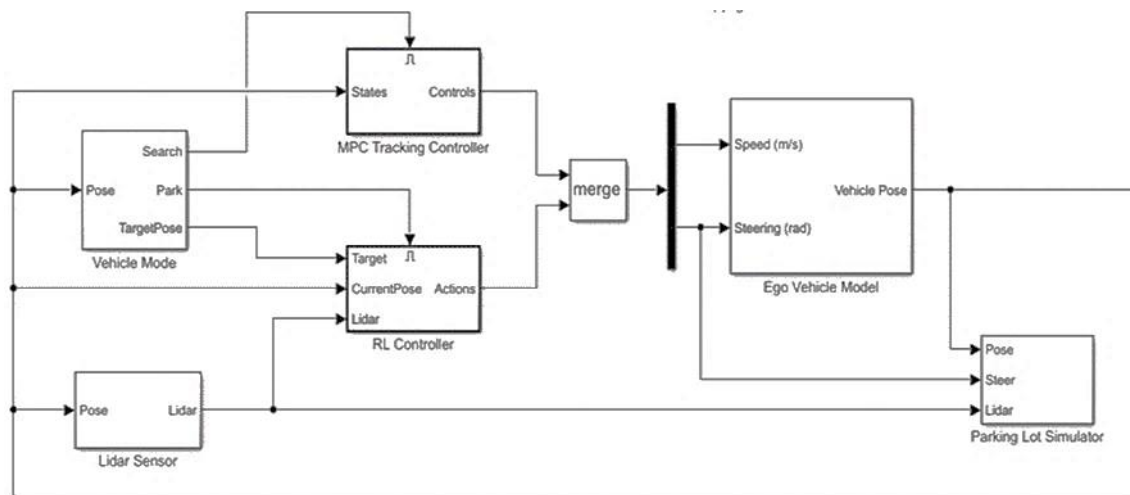 States
Controls
MPC Tracking Controller
Search
Pose
Park
TargetPose
Vehicle Mode
Target
CurrentPose
Actions
Lidar
RL Controller
merge
Speed (m/s)
Vehicle Pose
Steering (rad)
Ego Vehicle Model
Pose
Lidar
Lidar Sensor
Pose
Steer
Lidar
Parking Lot Simulator